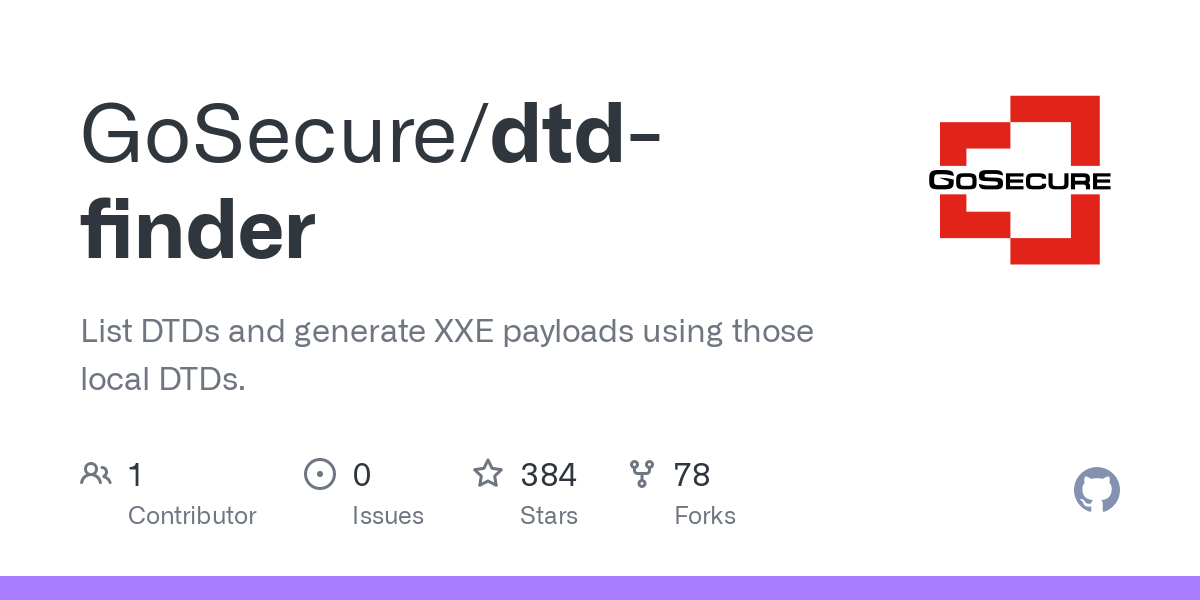 GoSecure/dtd-
finder
GOSECURE
List DTDs and generate XXE payloads using those
local DTDs.
1
Contributor
0
Issues
384
Stars
78
Forks